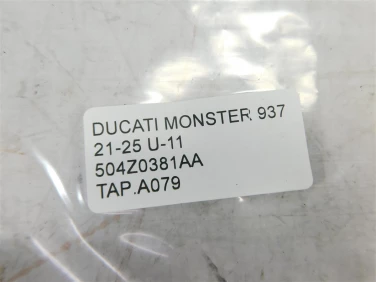 DUCATI MONSTER 937
21-25 U-11
504Z0381AA
TAP.A079